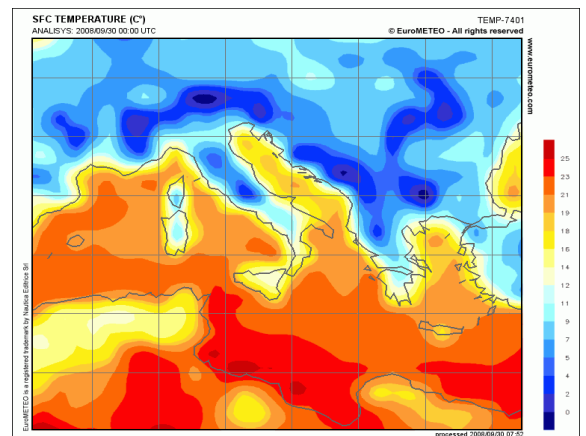 SFC TEMPERATURE (C°)
TEMP-7401
ANALISYS: 2008/09/30 00:00 UTC
© EuroMETEO - All rights reserved
www.eurometeo.com
25
23
21
19
18
16
14
12
11
9
7
5
4
2
0
EuroMETEO is a registered trademark by Nautica Editrice Srl
processed 2008/09/30 07:52